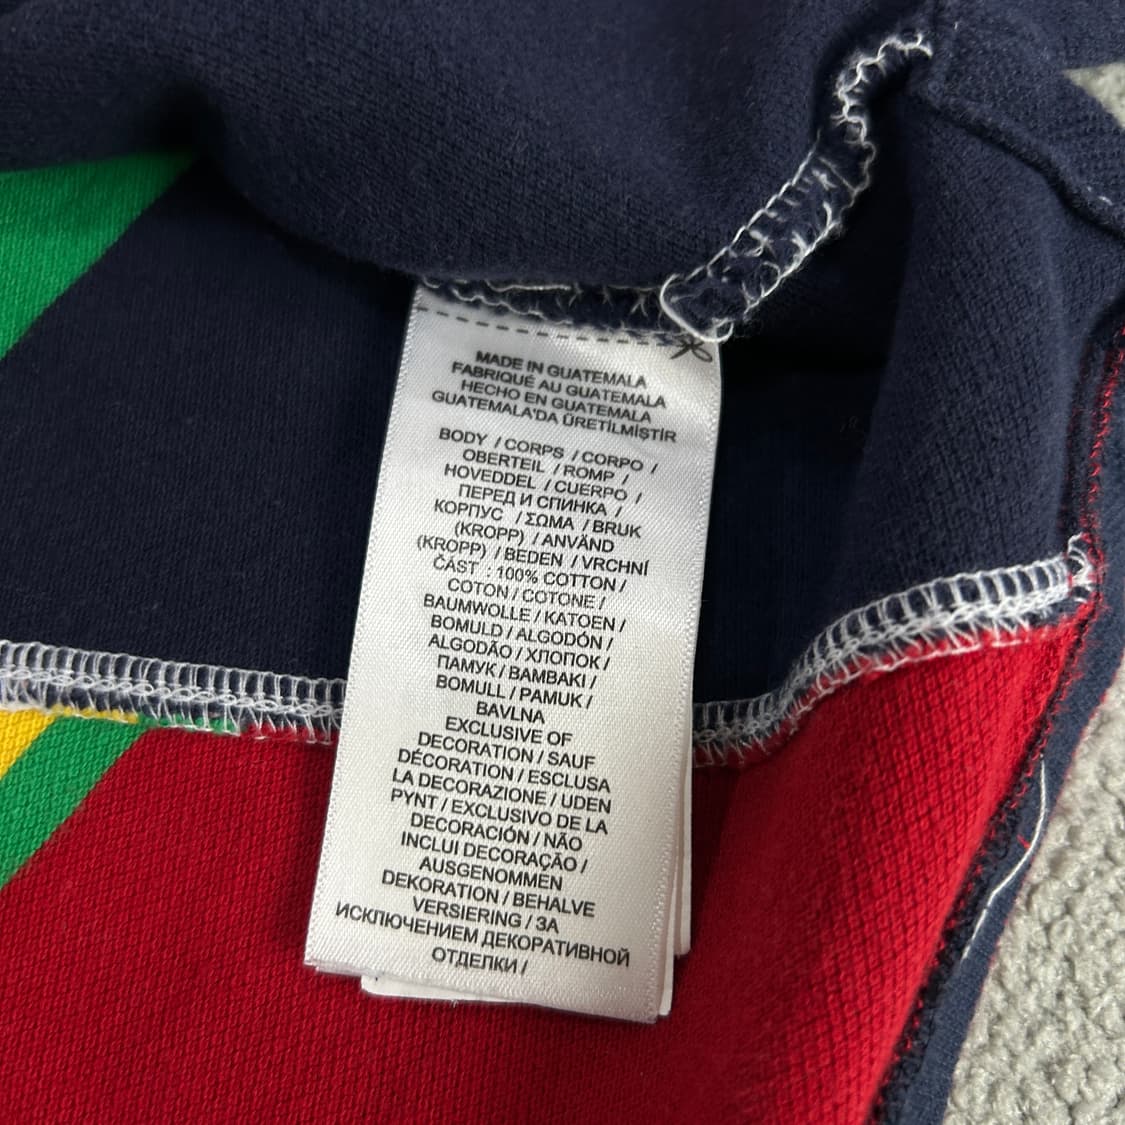 MADE IN GUATEMALA
FABRIQUÉ AU GUATEMALA
HECHO EN GUATEMALA
GUATEMALA'DA ÜRETİLMİŞTİR
BODY / CORPS / CORPO /
OBERTEIL / ROMP /
HOVEDDEL / CUERPO /
ПЕРЕД И СПИНКА /
КОРПУС / ΣΩΜΑ / BRUK
(KROPP) / ANVÄND
(KROPP) / BEDEN / VRCHNÍ
ČÁST : 100% COTTON /
COTON / COTONE /
BAUMWOLLE / KATOEN /
BOMULD / ALGODÓN /
ALGODÃO / ХЛОПОК /
ПАМУК / BAMBAKI /
BOMULL / PAMUK /
BAVLNA
EXCLUSIVE OF
DECORATION / SAUF
DÉCORATION / ESCLUSA
LA DECORAZIONE / UDEN
PYNT / EXCLUSIVO DE LA
DECORACIÓN / NÃO
INCLUI DECORAÇÃO /
AUSGENOMMEN
DEKORATION / BEHALVE
VERSIERING / ЗА
ИСКЛЮЧЕНИЕМ ДЕКОРАТИВНОЙ
ОТДЕЛКИ /